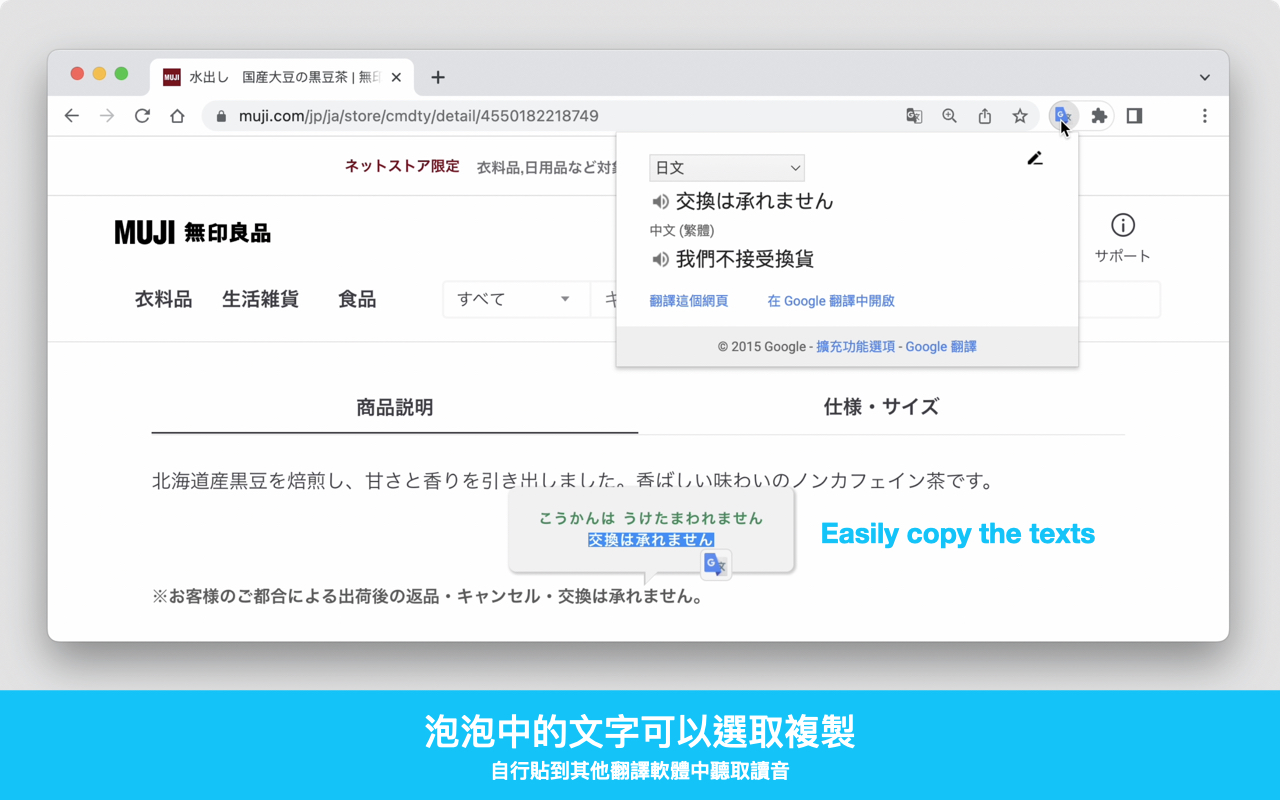 MUJI 水出し 国産大豆の黒豆茶 | 無印
muji.com/jp/ja/store/cmdty/detail/4550182218749
ネットストア限定 衣料品,日用品など対象
日文
交換は承れません
中文 (繁體)
我們不接受換貨
翻譯這個網頁 在 Google 翻譯中開啟
© 2015 Google - 擴充功能選項 - Google 翻譯
MUJI 無印良品
サポート
衣料品 生活雑貨 食品 すべて キ
商品説明 仕様・サイズ
北海道産黒豆を焙煎し、甘さと香りを引き出しました。香ばしい味わいのノンカフェイン茶です。
こうかんは うけたまわれません
交換は承れません
Easily copy the texts
※お客様のご都合による出荷後の返品・キャンセル・交換は承れません。
泡泡中的文字可以選取複製
自行貼到其他翻譯軟體中聽取讀音